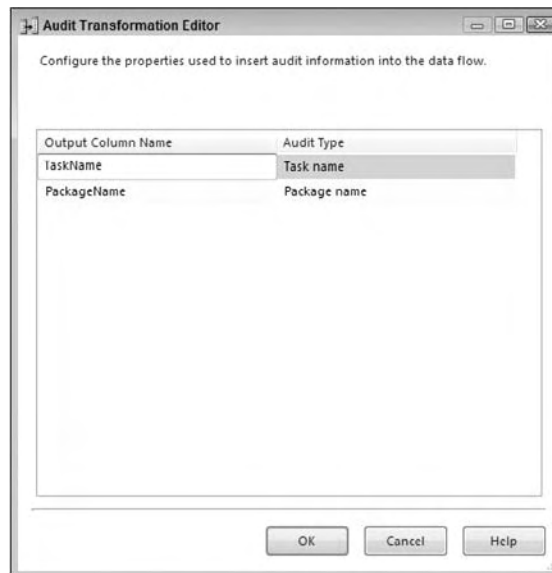 Audit Transformation Editor
Configure the properties used to insert audit information into the data flow.
Output Column Name Audit Type
TaskName Task name
PackageName Package name
OK Cancel Help